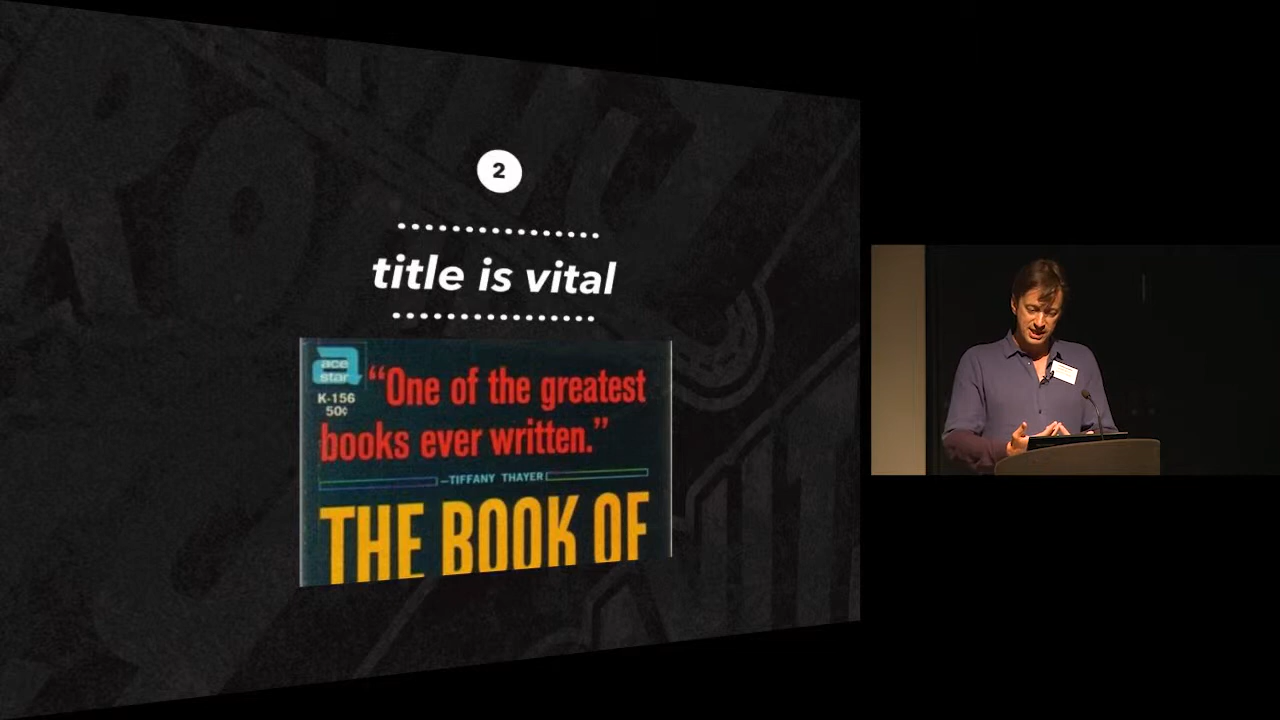 2
title is vital
ace
star
K-156
50¢
“One of the greatest
books ever written.”
—TIFFANY THAYER
THE BOOK OF